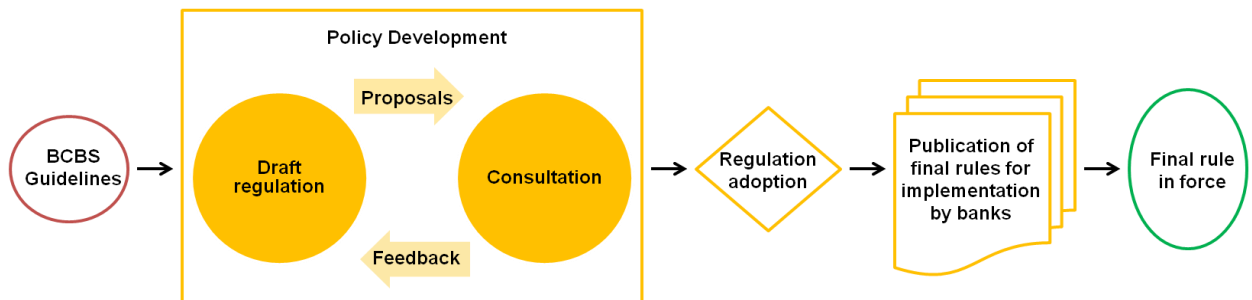 Policy Development
BCBS
Guidelines
Draft
regulation
Proposals
Consultation
Feedback
Regulation
adoption
Publication of
final rules for
implementation
by banks
Final rule
in force